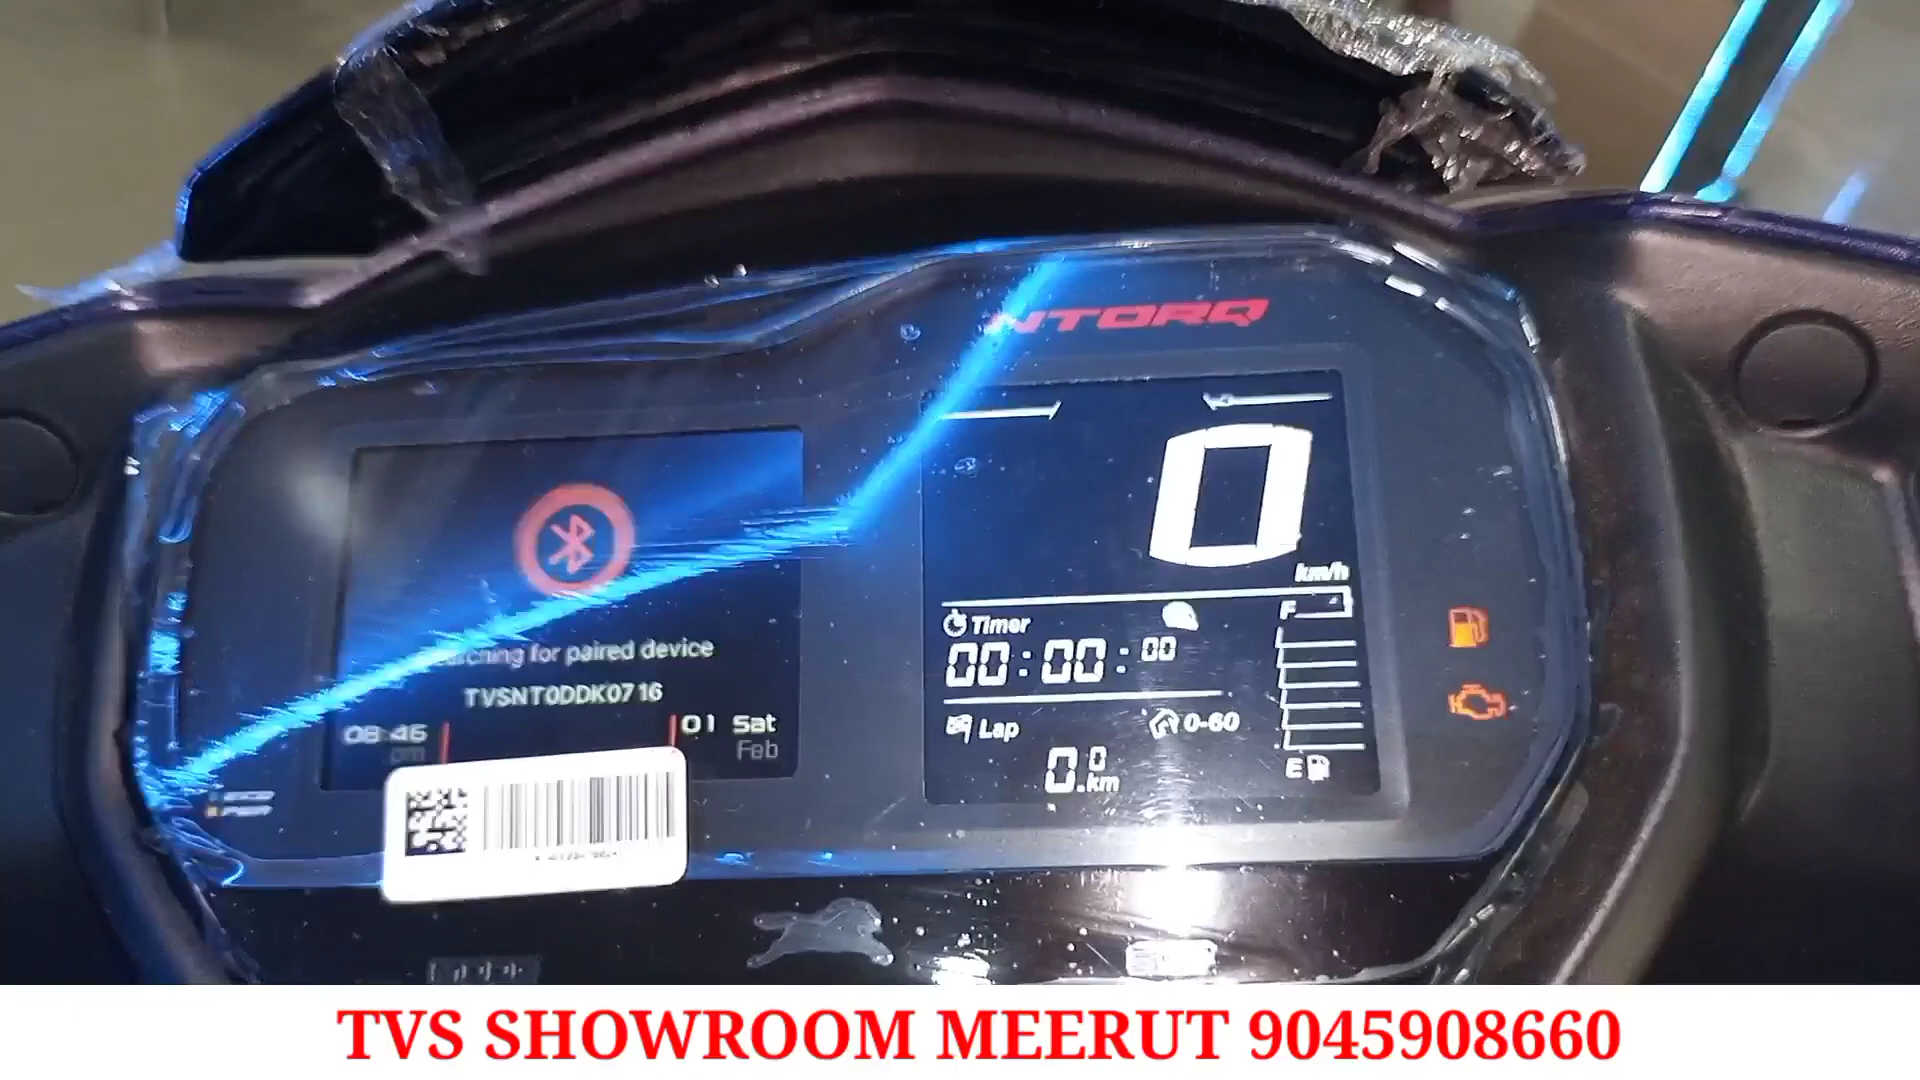 NTORQ
0
km/h
Timer
00:00:00
F
Lap
0-60
0.0 km
E
for paired device
TVSNT0DDK0716
08:46
01 Sat
Feb
TVS SHOWROOM MEERUT 9045908660